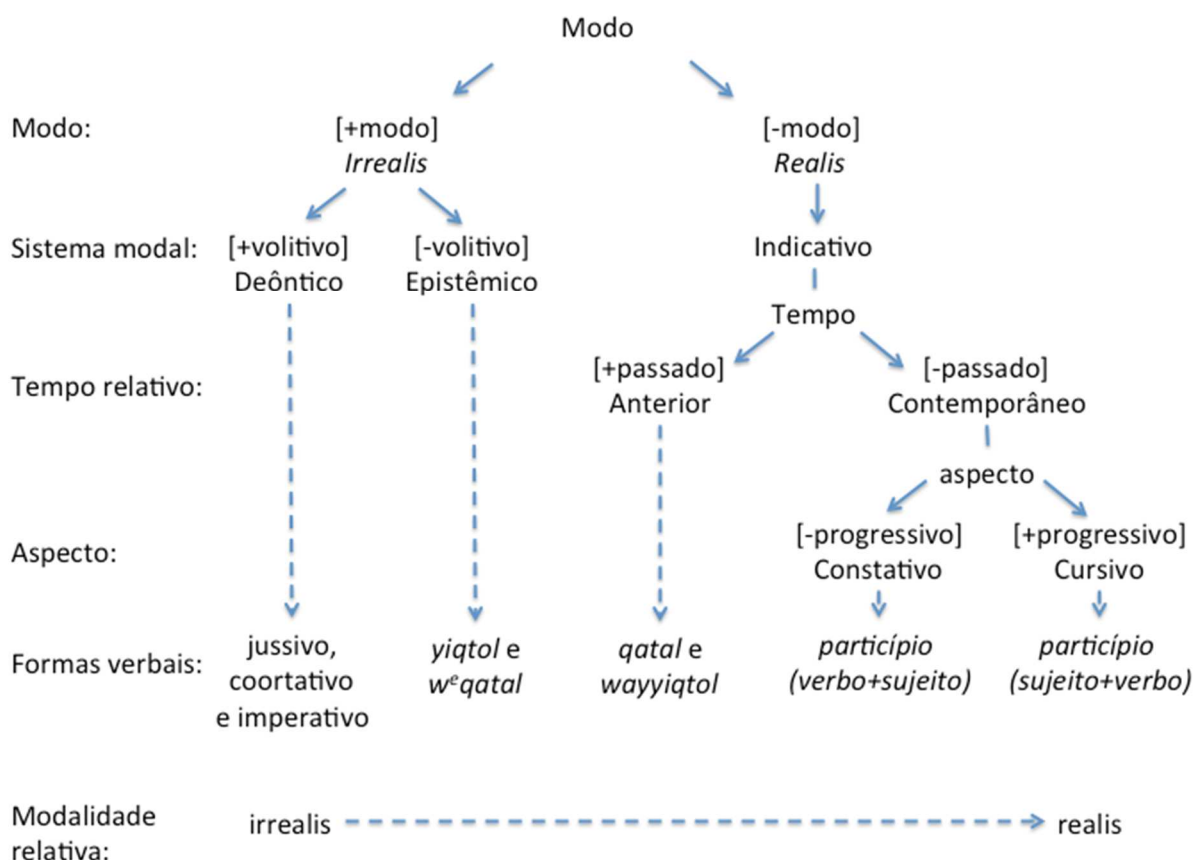 Modo
Modo: [+modo] [-modo]
Irrealis Realis
Sistema modal: [+volitivo] [-volitivo] Indicativo
Deôntico Epistêmico
Tempo
[+passado] [-passado]
Tempo relativo:
Anterior Contemporâneo
aspecto
[-progressivo] [+progressivo]
Aspecto:
Constativo Cursivo
Formas verbais: jussivo, yiqtol e qatal e particípio particípio
coortativo wᵉqatal wayyiqtol (verbo+sujeito) (sujeito+verbo)
e imperativo
Modalidade
irrealis realis
relativa: